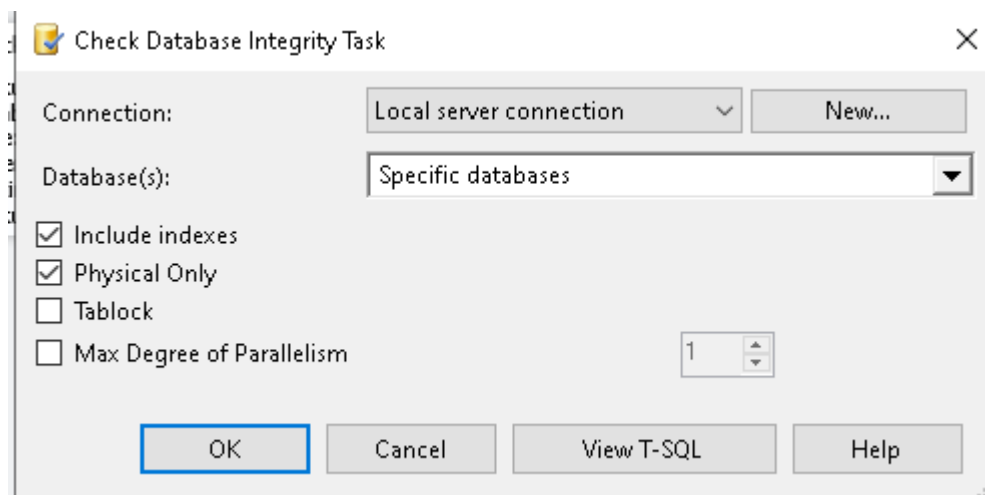 Check Database Integrity Task
Connection: Local server connection New...
Database(s): Specific databases
Include indexes
Physical Only
Tablock
Max Degree of Parallelism 1
OK Cancel View T-SQL Help